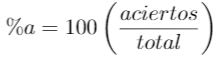 %a = 100 (aciertos / total)